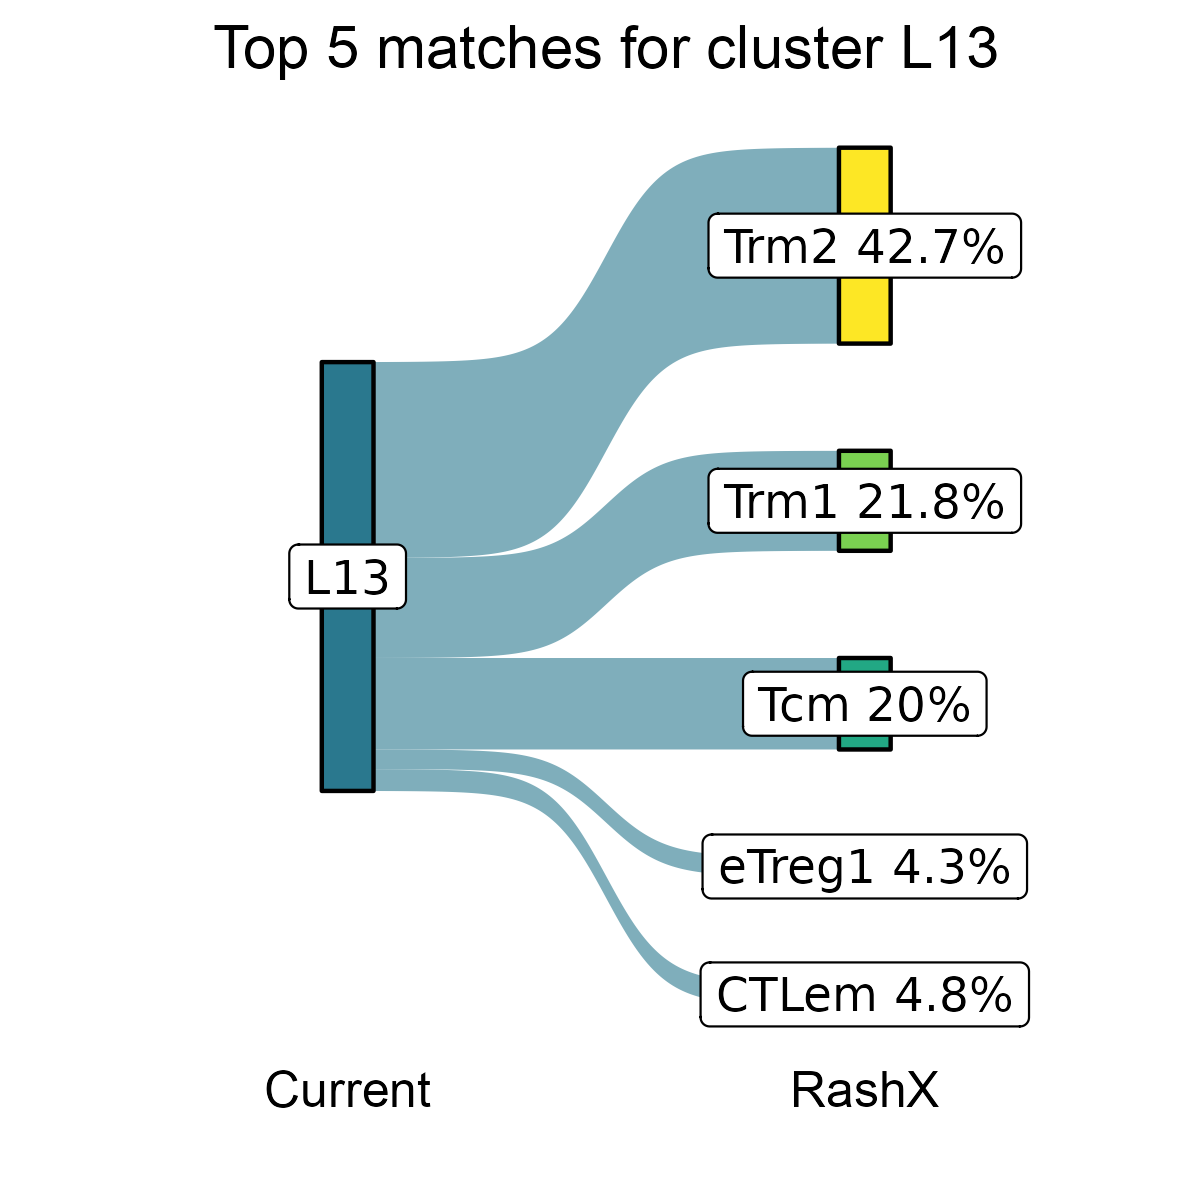 Top 5 matches for cluster L13
Trm2 42.7%
Trm1 21.8%
L13
Tcm 20%
eTreg1 4.3%
CTLem 4.8%
Current
RashX